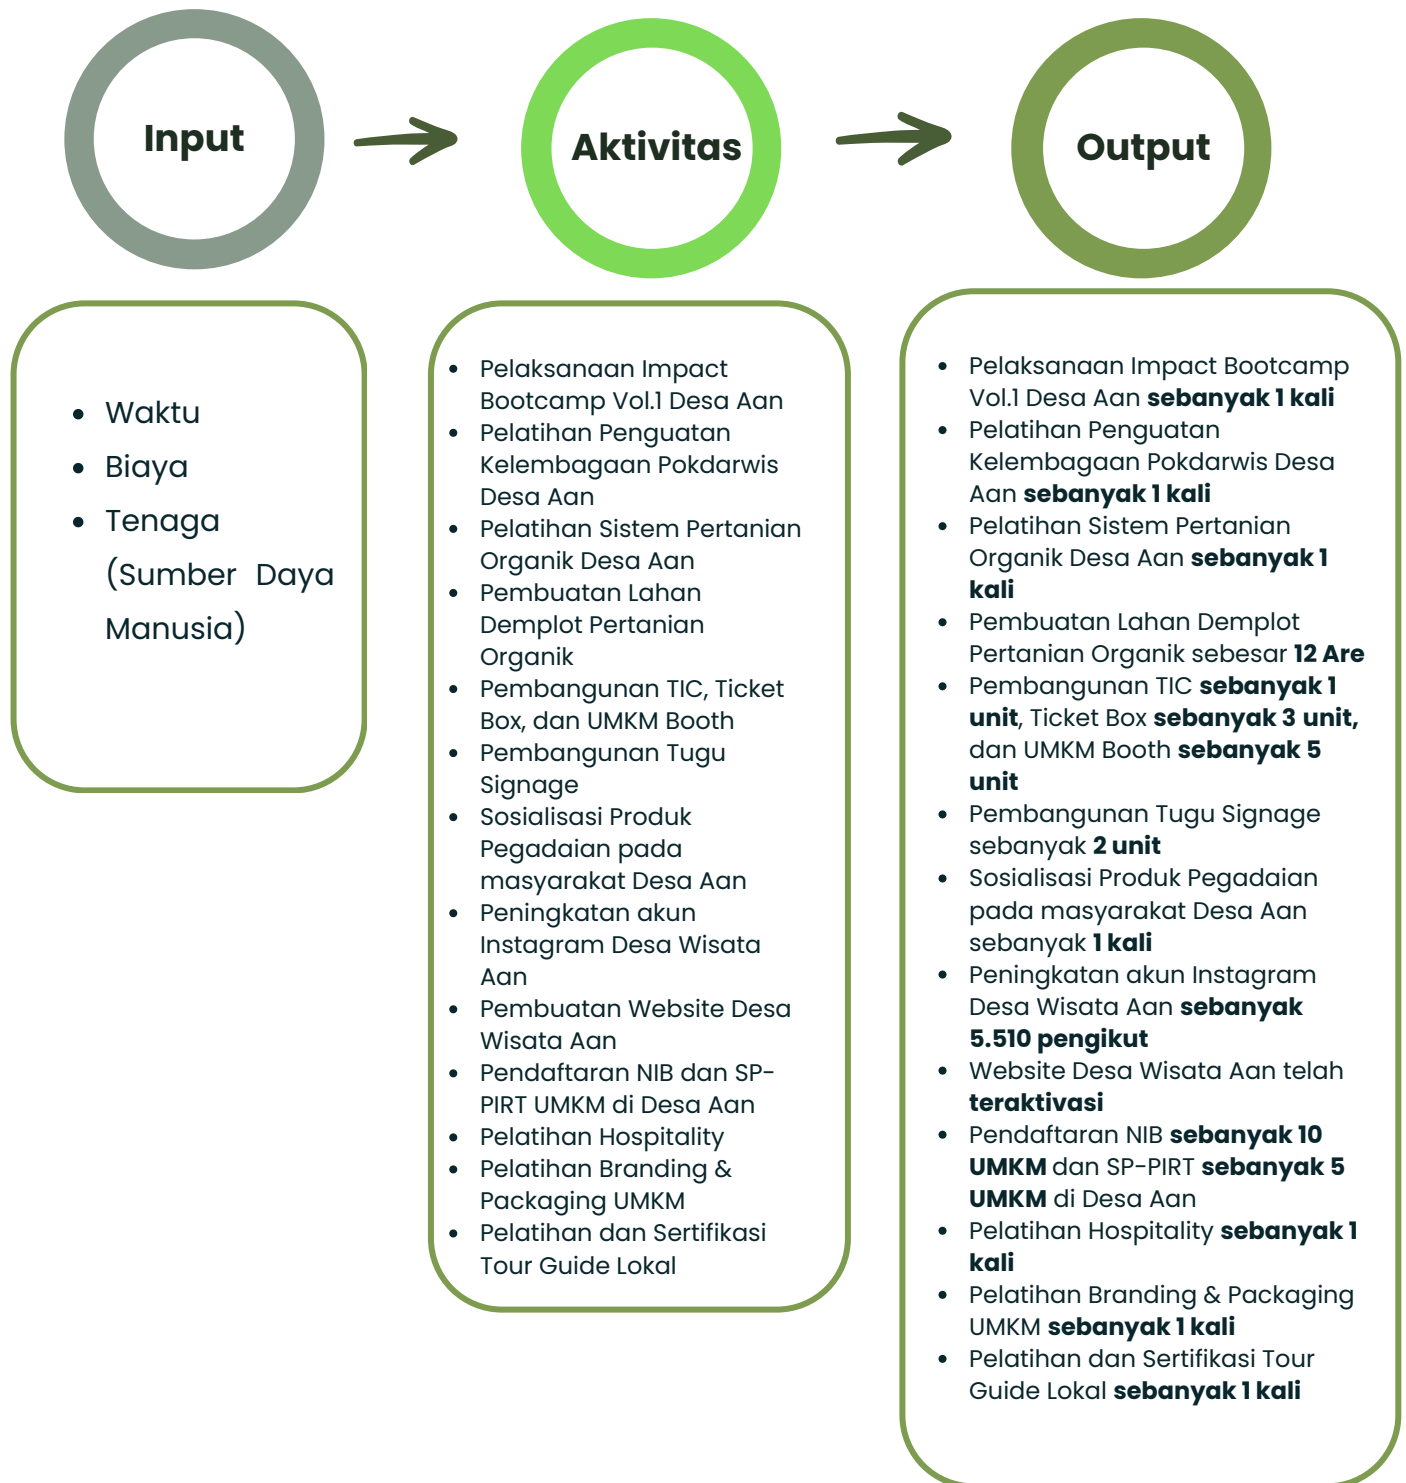 Input
Aktivitas
Output
• Waktu
• Biaya
• Tenaga
(Sumber Daya
Manusia)
• Pelaksanaan Impact
Bootcamp Vol.1 Desa Aan
• Pelatihan Penguatan
Kelembagaan Pokdarwis
Desa Aan
• Pelatihan Sistem Pertanian
Organik Desa Aan
• Pembuatan Lahan
Demplot Pertanian
Organik
• Pembangunan TIC, Ticket
Box, dan UMKM Booth
• Pembangunan Tugu
Signage
• Sosialisasi Produk
Pegadaian pada
masyarakat Desa Aan
• Peningkatan akun
Instagram Desa Wisata
Aan
• Pembuatan Website Desa
Wisata Aan
• Pendaftaran NIB dan SP-
PIRT UMKM di Desa Aan
• Pelatihan Hospitality
• Pelatihan Branding &
Packaging UMKM
• Pelatihan dan Sertifikasi
Tour Guide Lokal
• Pelaksanaan Impact Bootcamp
Vol.1 Desa Aan sebanyak 1 kali
• Pelatihan Penguatan
Kelembagaan Pokdarwis Desa
Aan sebanyak 1 kali
• Pelatihan Sistem Pertanian
Organik Desa Aan sebanyak 1
kali
• Pembuatan Lahan Demplot
Pertanian Organik sebesar 12 Are
• Pembangunan TIC sebanyak 1
unit, Ticket Box sebanyak 3 unit,
dan UMKM Booth sebanyak 5
unit
• Pembangunan Tugu Signage
sebanyak 2 unit
• Sosialisasi Produk Pegadaian
pada masyarakat Desa Aan
sebanyak 1 kali
• Peningkatan akun Instagram
Desa Wisata Aan sebanyak
5.510 pengikut
• Website Desa Wisata Aan telah
teraktivasi
• Pendaftaran NIB sebanyak 10
UMKM dan SP-PIRT sebanyak 5
UMKM di Desa Aan
• Pelatihan Hospitality sebanyak 1
kali
• Pelatihan Branding & Packaging
UMKM sebanyak 1 kali
• Pelatihan dan Sertifikasi Tour
Guide Lokal sebanyak 1 kali